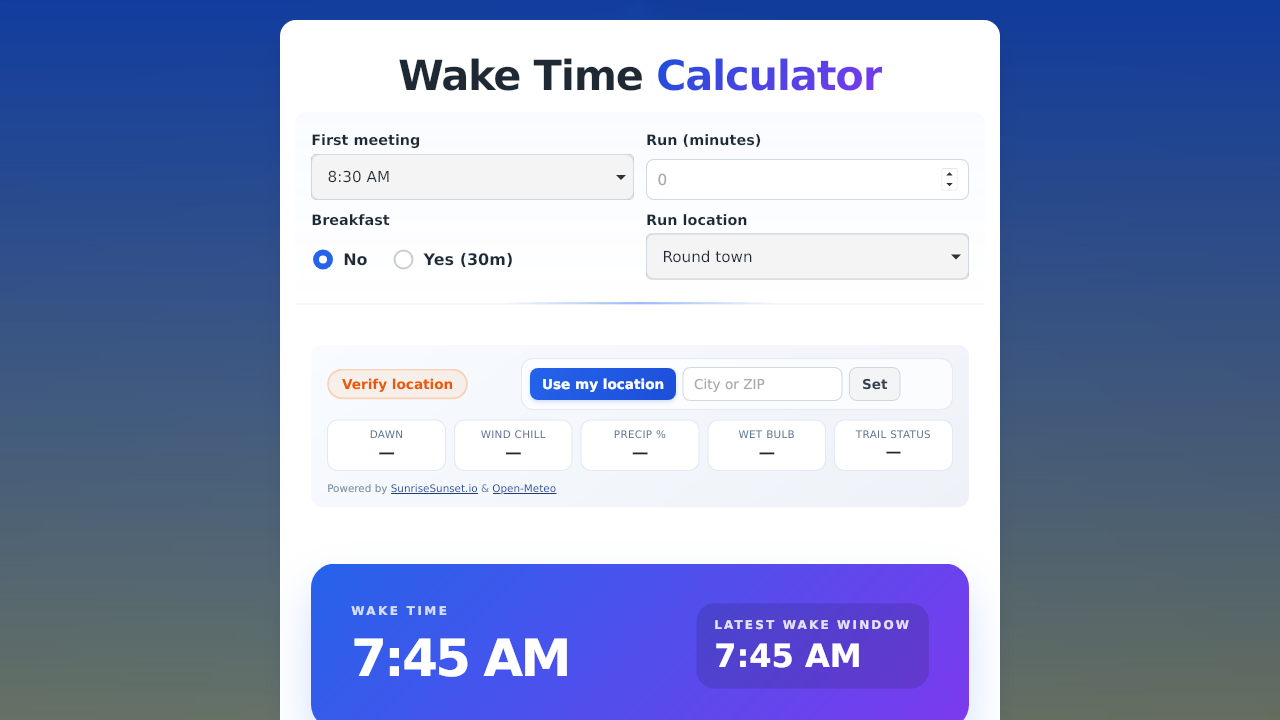 Wake Time Calculator
First meeting
8:30 AM
Run (minutes)
0
Breakfast
No
Yes (30m)
Run location
Round town
Verify location
Use my location
City or ZIP
Set
DAWN
—
WIND CHILL
—
PRECIP %
—
WET BULB
—
TRAIL STATUS
—
Powered by SunriseSunset.io & Open-Meteo
WAKE TIME
7:45 AM
LATEST WAKE WINDOW
7:45 AM